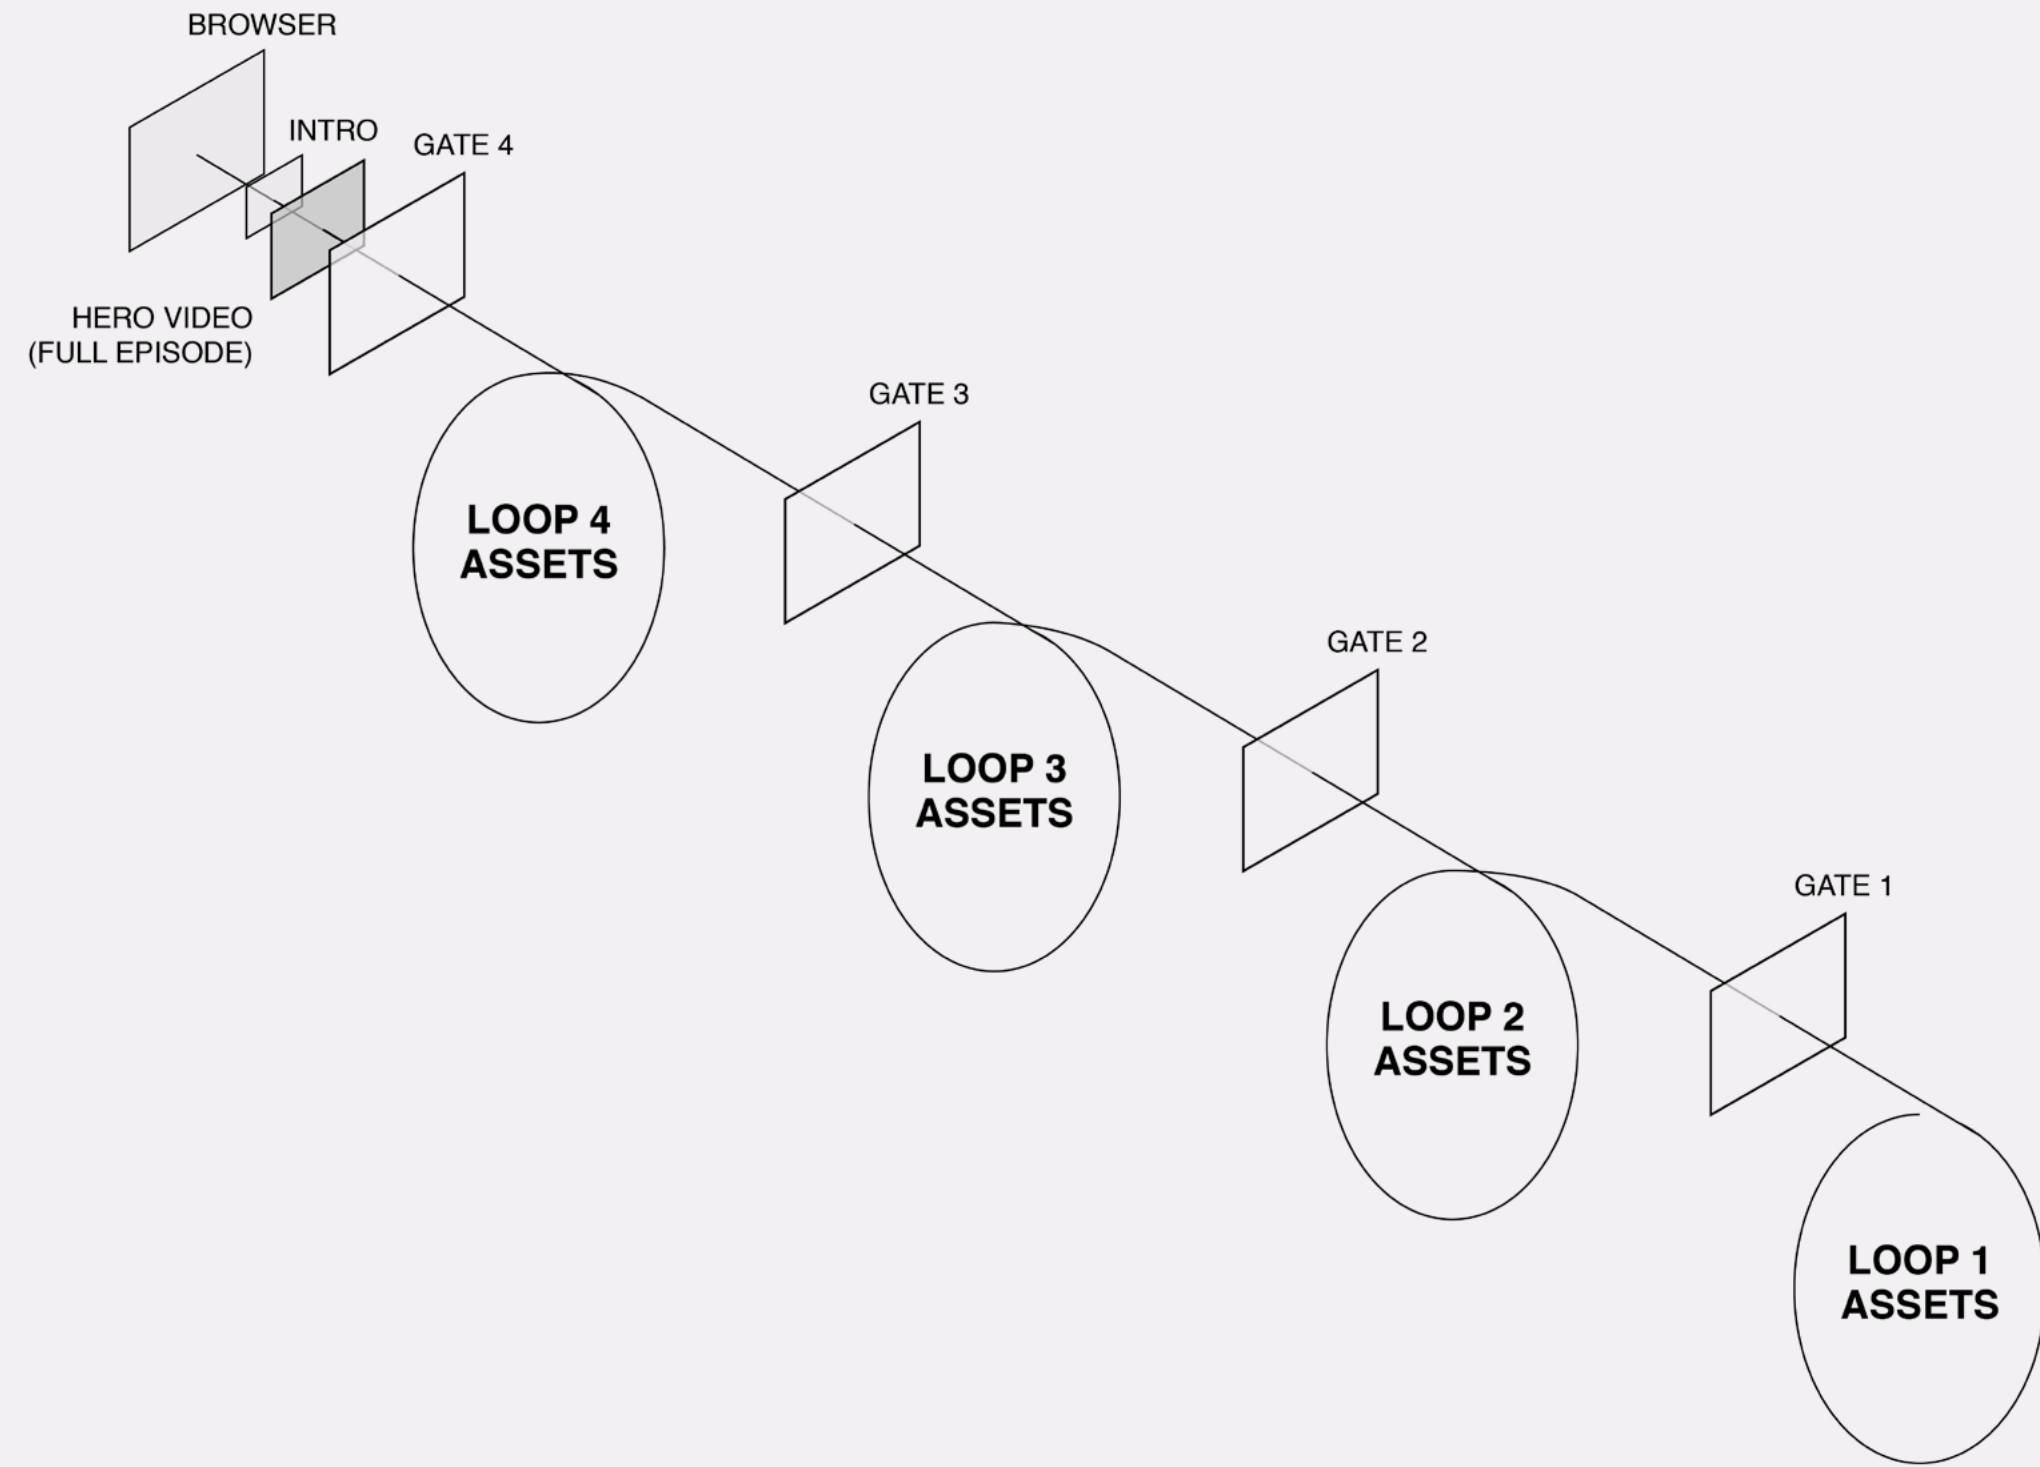 BROWSER
INTRO
GATE 4
HERO VIDEO
(FULL EPISODE)
GATE 3
LOOP 4
ASSETS
GATE 2
LOOP 3
ASSETS
GATE 1
LOOP 2
ASSETS
LOOP 1
ASSETS